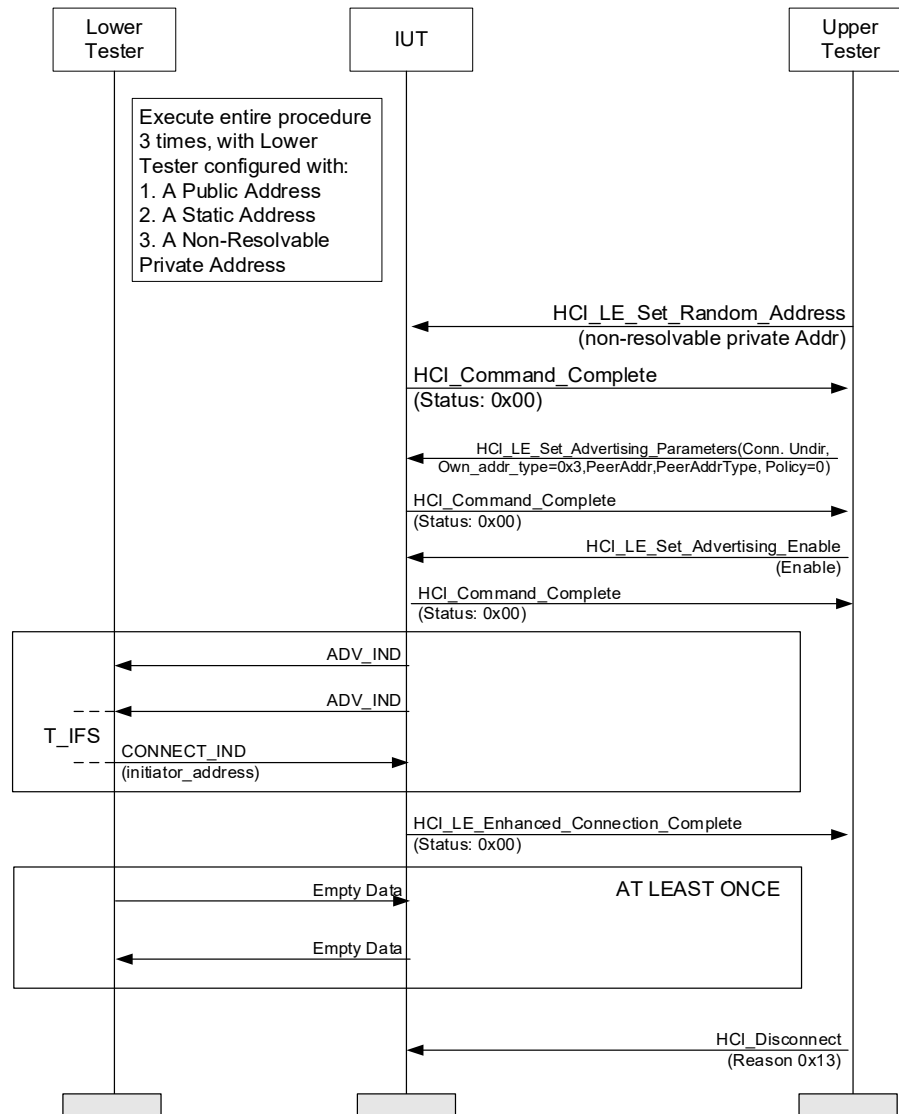 Lower
Tester
IUT
Upper
Tester
Execute entire procedure
3 times, with Lower
Tester configured with:
1. A Public Address
2. A Static Address
3. A Non-Resolvable
Private Address
HCI_LE_Set_Random_Address
(non-resolvable private Addr)
HCI_Command_Complete
(Status: 0x00)
HCI_LE_Set_Advertising_Parameters(Conn. Undir,
Own_addr_type=0x3,PeerAddr,PeerAddrType, Policy=0)
HCI_Command_Complete
(Status: 0x00)
HCI_LE_Set_Advertising_Enable
(Enable)
HCI_Command_Complete
(Status: 0x00)
ADV_IND
ADV_IND
T_IFS
CONNECT_IND
(initiator_address)
HCI_LE_Enhanced_Connection_Complete
(Status: 0x00)
AT LEAST ONCE
Empty Data
Empty Data
HCI_Disconnect
(Reason 0x13)